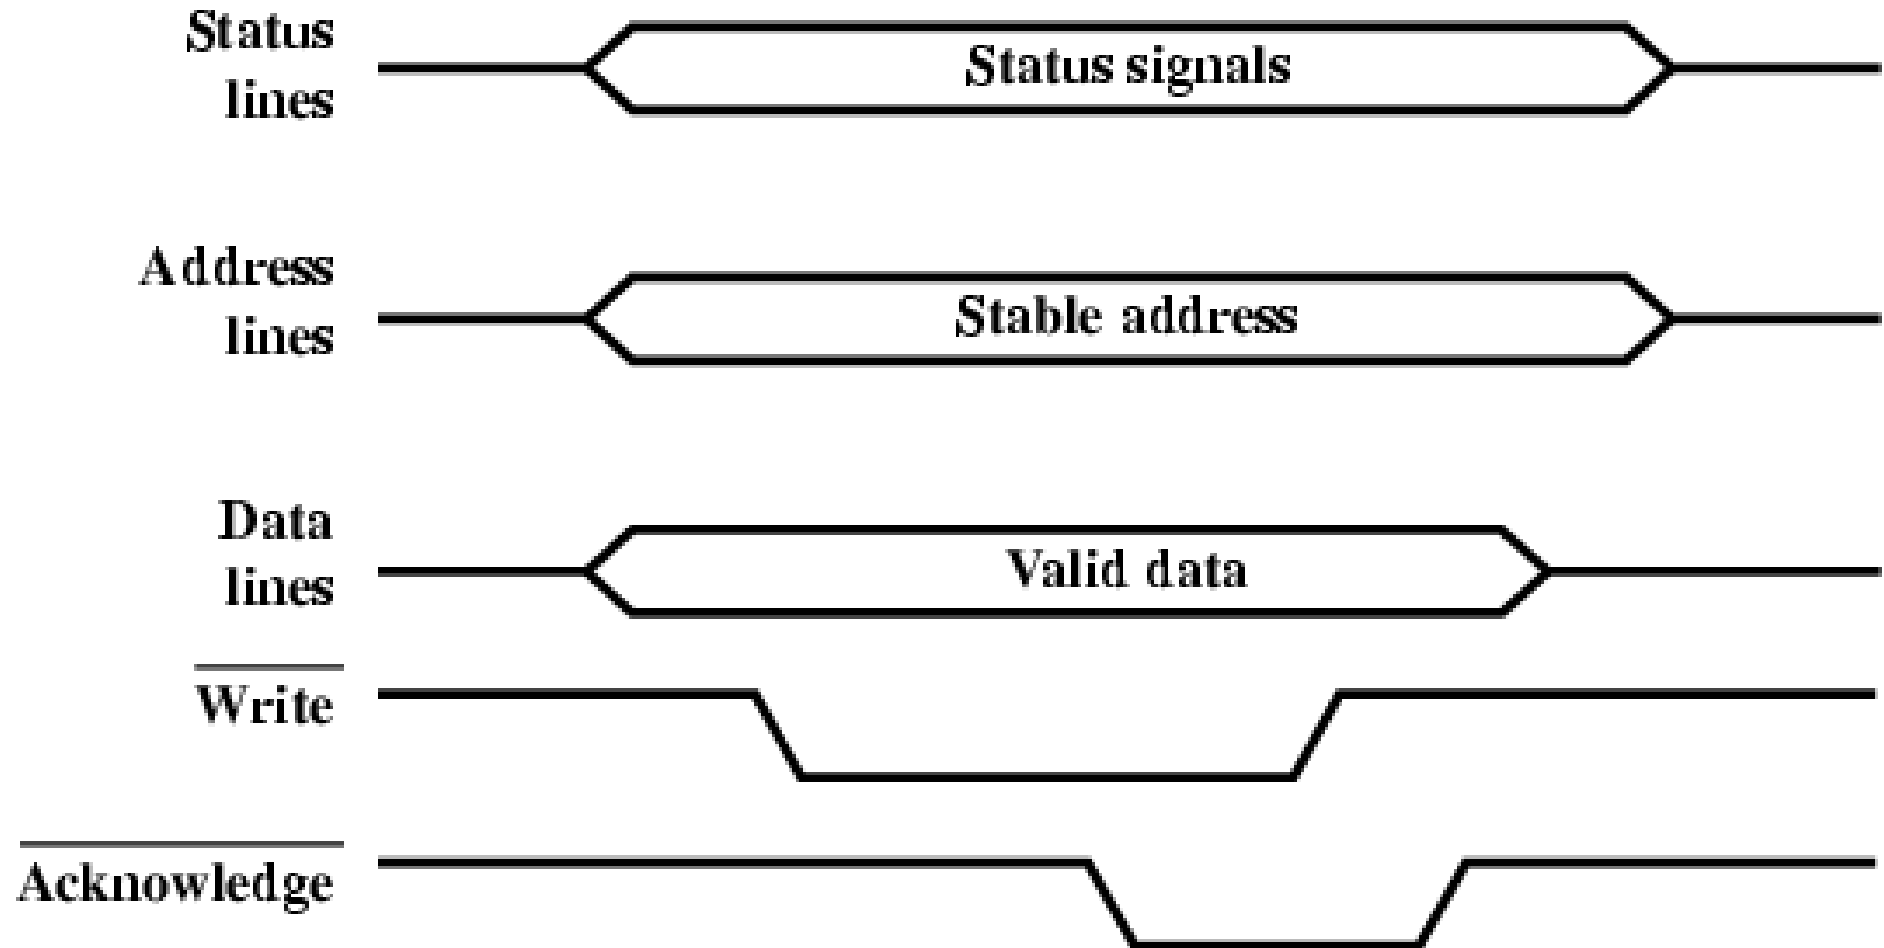 Status
lines
Status signals
Address
lines
Stable address
Data
lines
Valid data
Write
Acknowledge